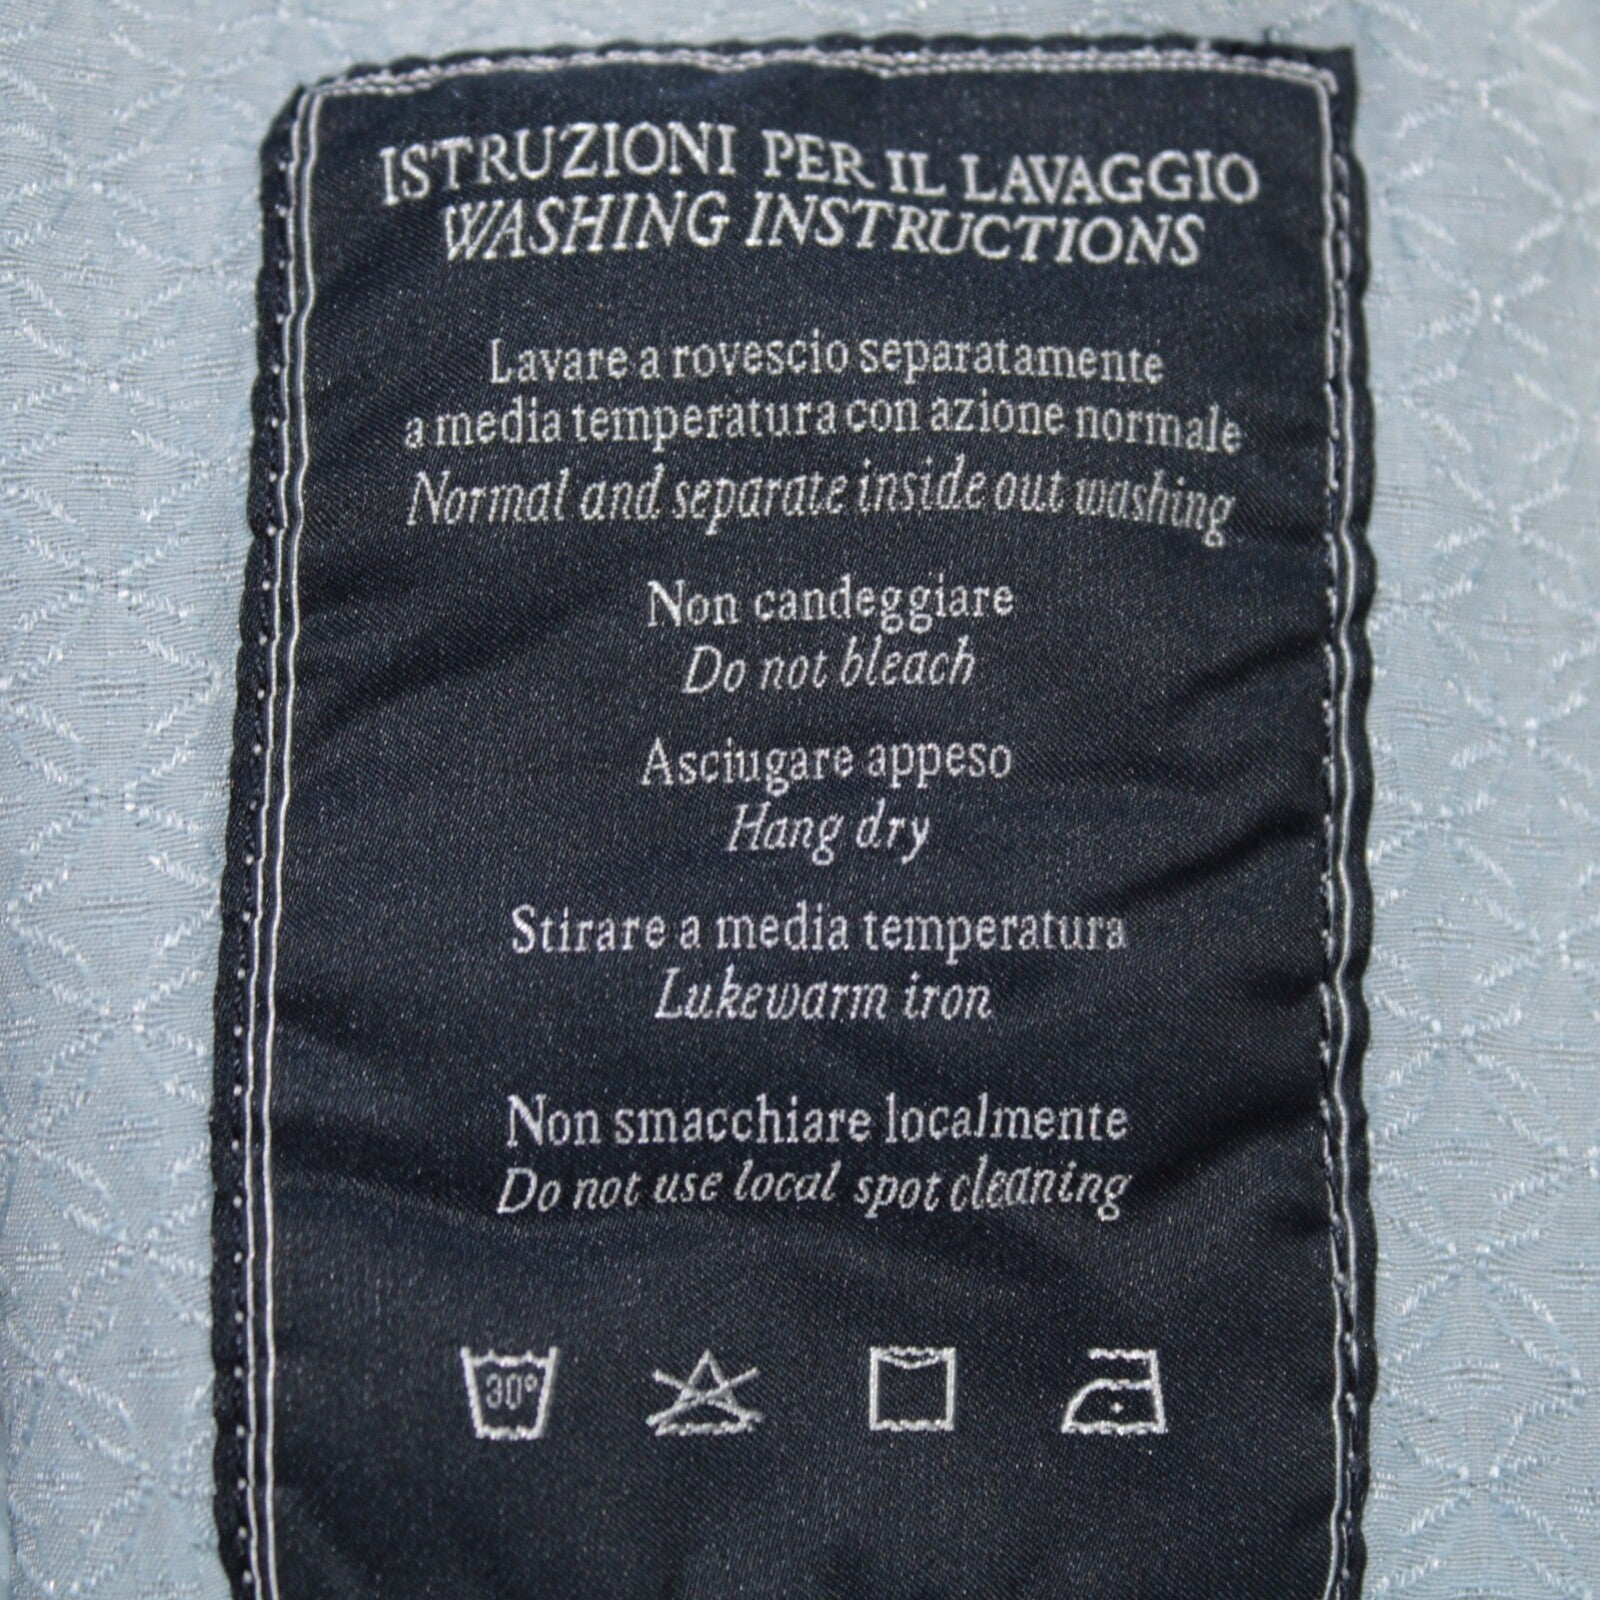 ISTRUZIONI PER IL LAVAGGIO
WASHING INSTRUCTIONS
Lavare a rovescio separatamente
a media temperatura con azione normale
Normal and separate inside out washing
Non candeggiare
Do not bleach
Asciugare appeso
Hang dry
Stirare a media temperatura
Lukewarm iron
Non smacchiare localmente
Do not use local spot cleaning
30°